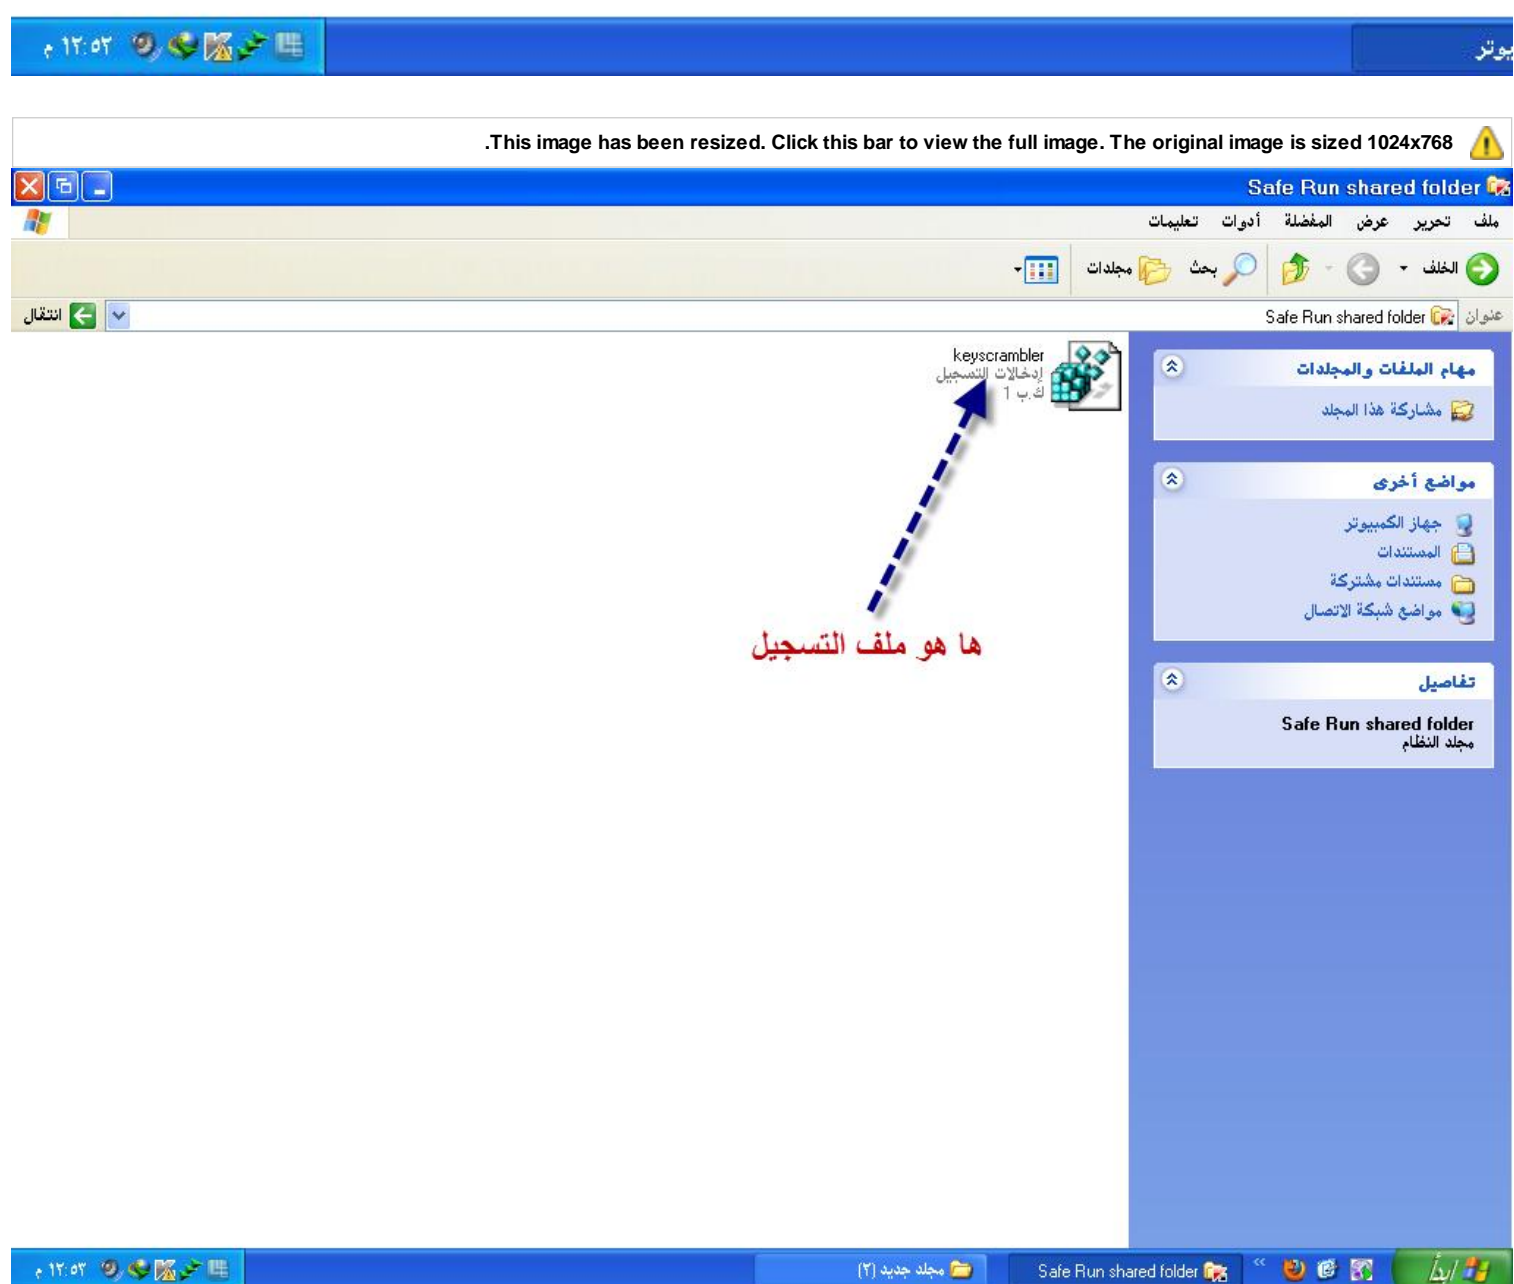 يوتر
١٢:٥٢ م
This image has been resized. Click this bar to view the full image. The original image is sized 1024x768.
Safe Run shared folder
ملف تحرير عرض المفضلة أدوات تعليمات
الخلف بحث مجلدات
عنوان Safe Run shared folder انتقال
keyscrambler
إدخالات التسجيل
1 ك.ب
ها هو ملف التسجيل
مهام الملفات والمجلدات
مشاركة هذا المجلد
مواضع أخرى
جهاز الكمبيوتر
المستندات
مستندات مشتركة
مواضع شبكة الاتصال
تفاصيل
Safe Run shared folder
مجلد النظام
ابدأ Safe Run shared folder مجلد جديد (٢) ١٢:٥٣ م